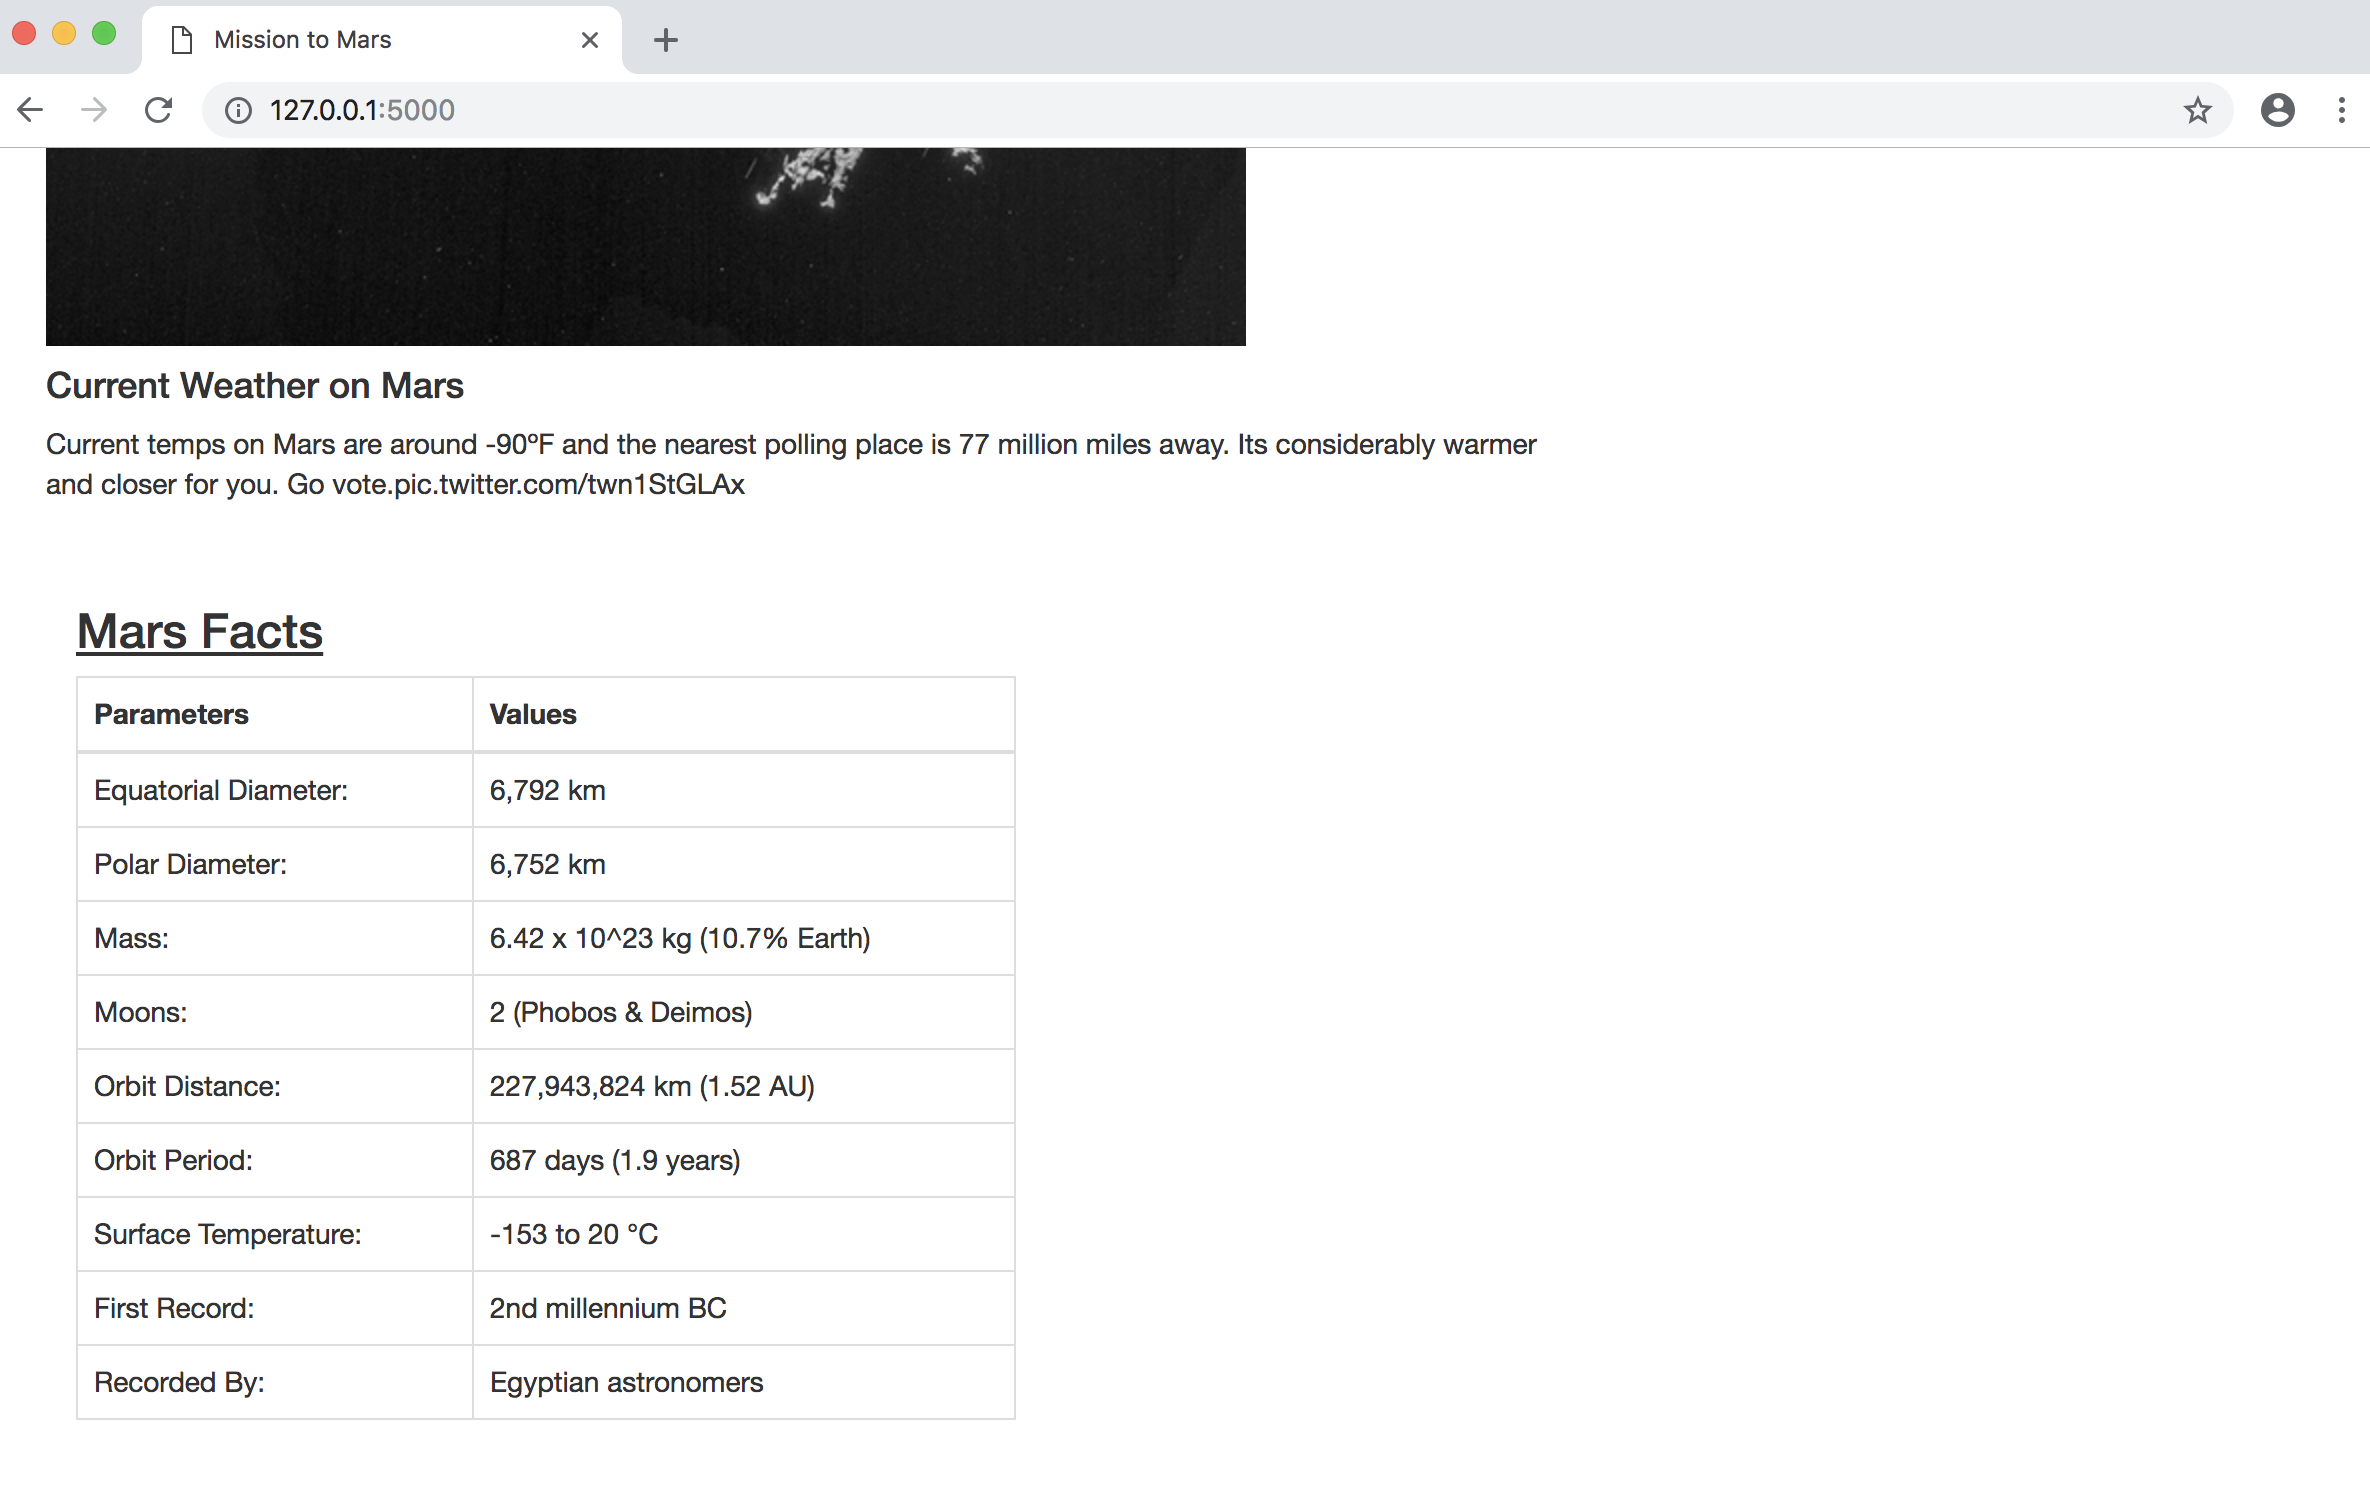 Mission to Mars
127.0.0.1:5000
Current Weather on Mars
Current temps on Mars are around -90ºF and the nearest polling place is 77 million miles away. Its considerably warmer
and closer for you. Go vote.pic.twitter.com/twn1StGLAx
Mars Facts
Parameters Values
Equatorial Diameter: 6,792 km
Polar Diameter: 6,752 km
Mass: 6.42 x 10^23 kg (10.7% Earth)
Moons: 2 (Phobos & Deimos)
Orbit Distance: 227,943,824 km (1.52 AU)
Orbit Period: 687 days (1.9 years)
Surface Temperature: -153 to 20 °C
First Record: 2nd millennium BC
Recorded By: Egyptian astronomers